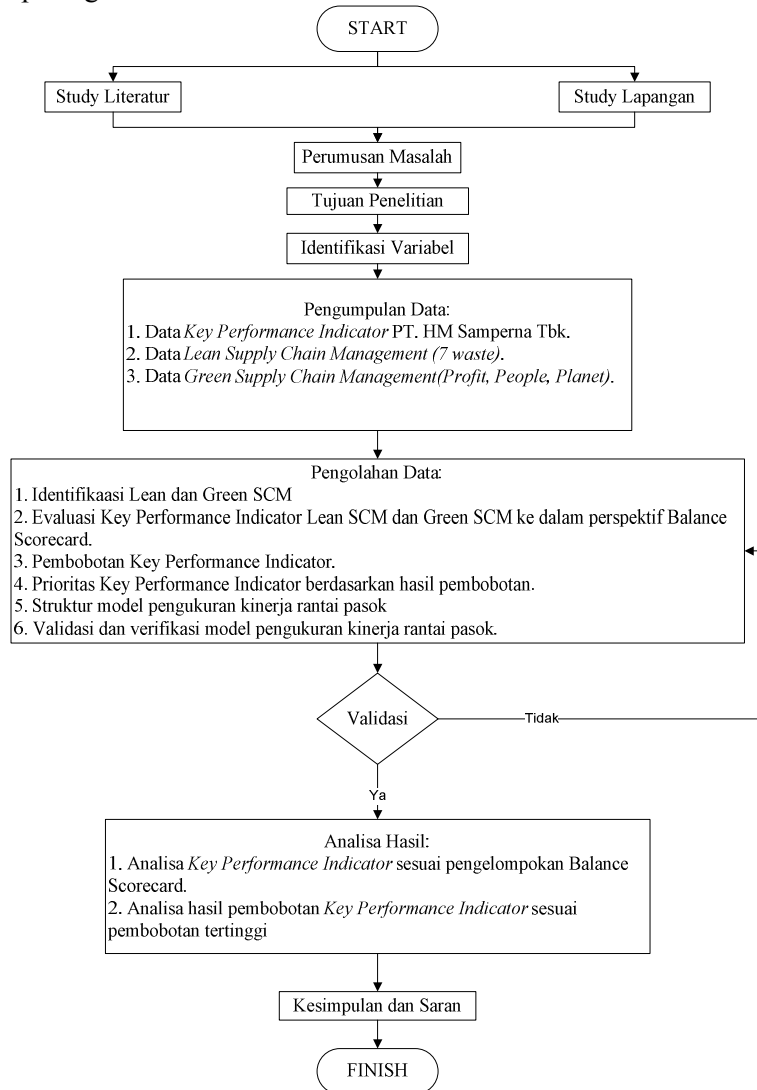 START
Study Literatur
Study Lapangan
Perumusan Masalah
Tujuan Penelitian
Identifikasi Variabel
Pengumpulan Data:
1. Data Key Performance Indicator PT. HM Samperna Tbk.
2. Data Lean Supply Chain Management (7 waste).
3. Data Green Supply Chain Management(Profit, People, Planet).
Pengolahan Data:
1. Identifikaasi Lean dan Green SCM
2. Evaluasi Key Performance Indicator Lean SCM dan Green SCM ke dalam perspektif Balance
Scorecard.
3. Pembobotan Key Performance Indicator.
4. Prioritas Key Performance Indicator berdasarkan hasil pembobotan.
5. Struktur model pengukuran kinerja rantai pasok
6. Validasi dan verifikasi model pengukuran kinerja rantai pasok.
Validasi
Tidak
Ya
Analisa Hasil:
1. Analisa Key Performance Indicator sesuai pengelompokan Balance
Scorecard.
2. Analisa hasil pembobotan Key Performance Indicator sesuai
pembobotan tertinggi
Kesimpulan dan Saran
FINISH